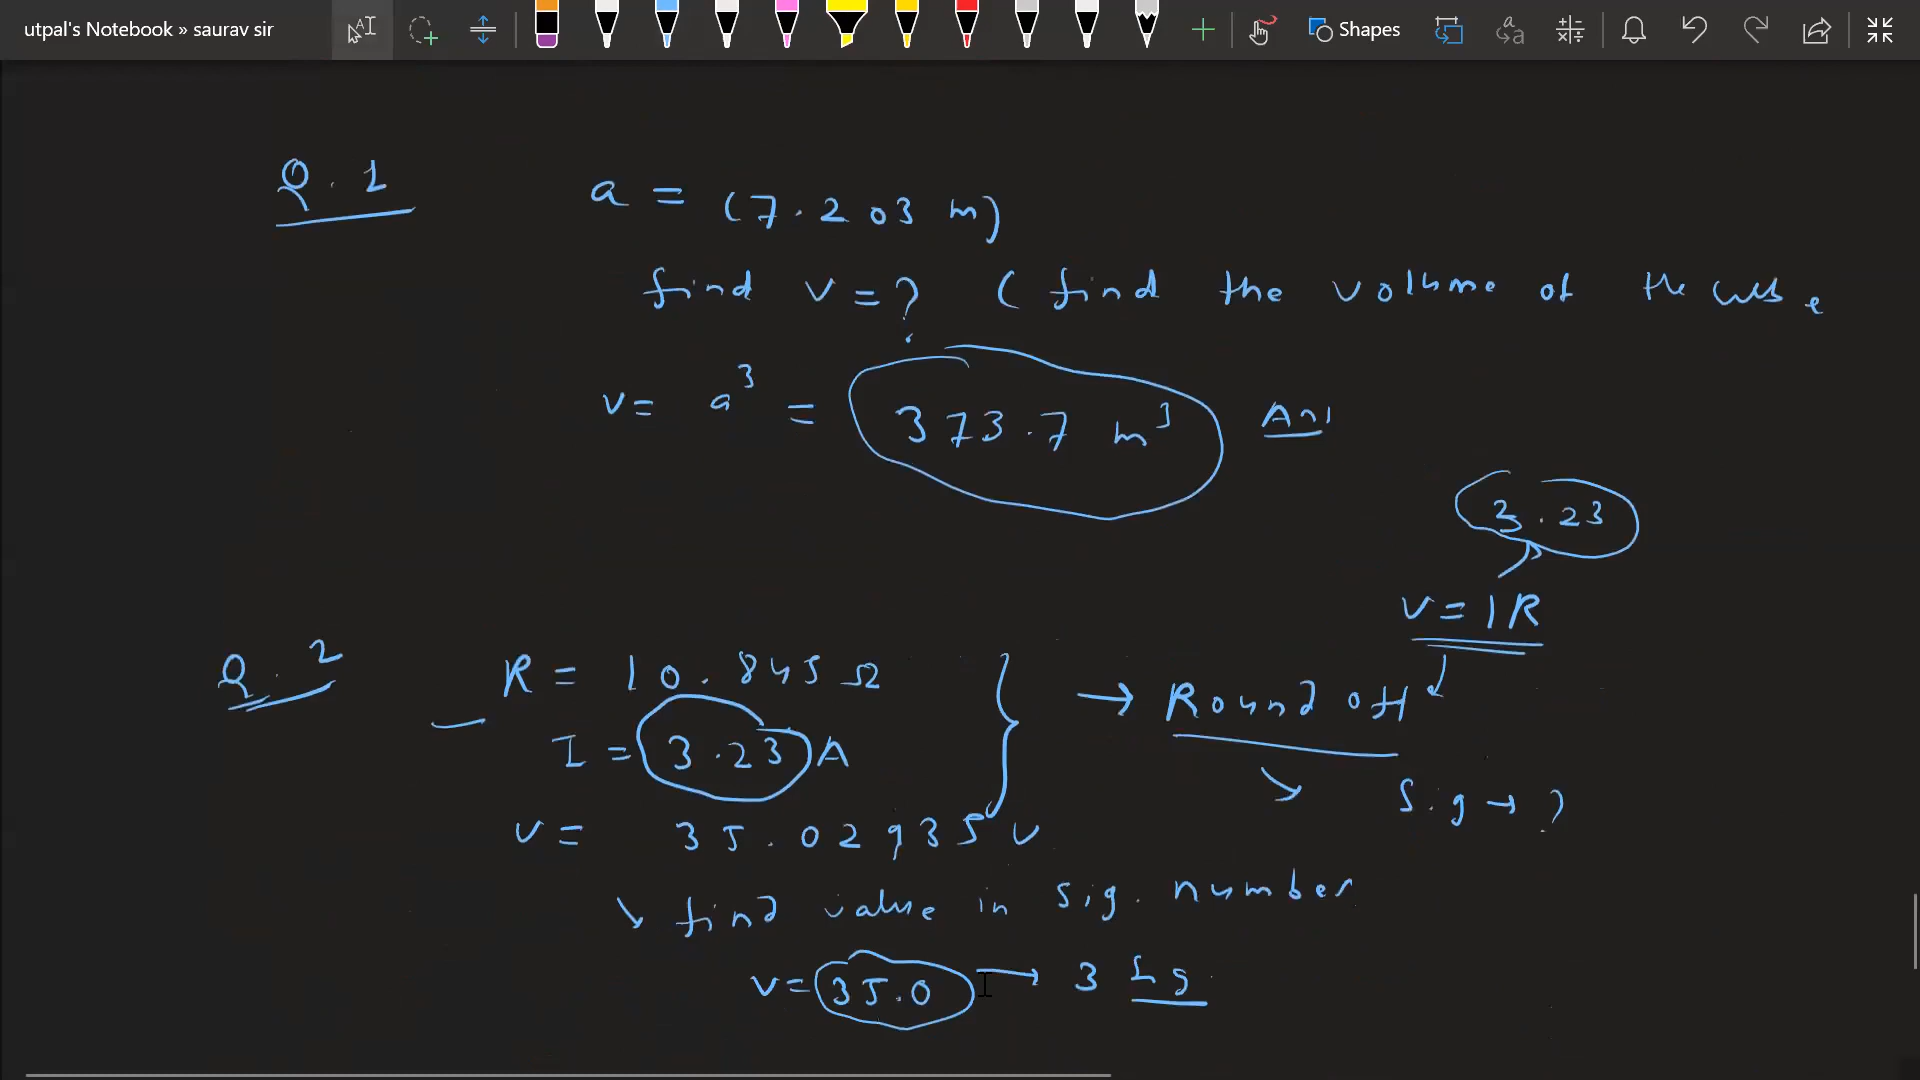 utpal's Notebook » saurav sir
Shapes
Q.1 a = (7.203 m)
find v = ? ( find the volume of the cube
v = a³ = 373.7 m³ Ans
3.23
v = IR
Q.2 R = 10.845 Ω → Round off
I = 3.23 A
Sig → ?
v = 35.02935 v
↘ find value in sig. number
v = 35.0 → 3